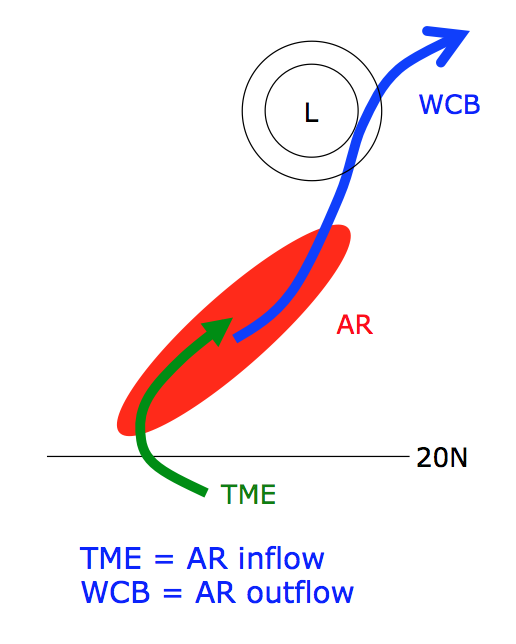 L
WCB
AR
20N
TME
TME = AR inflow
WCB = AR outflow